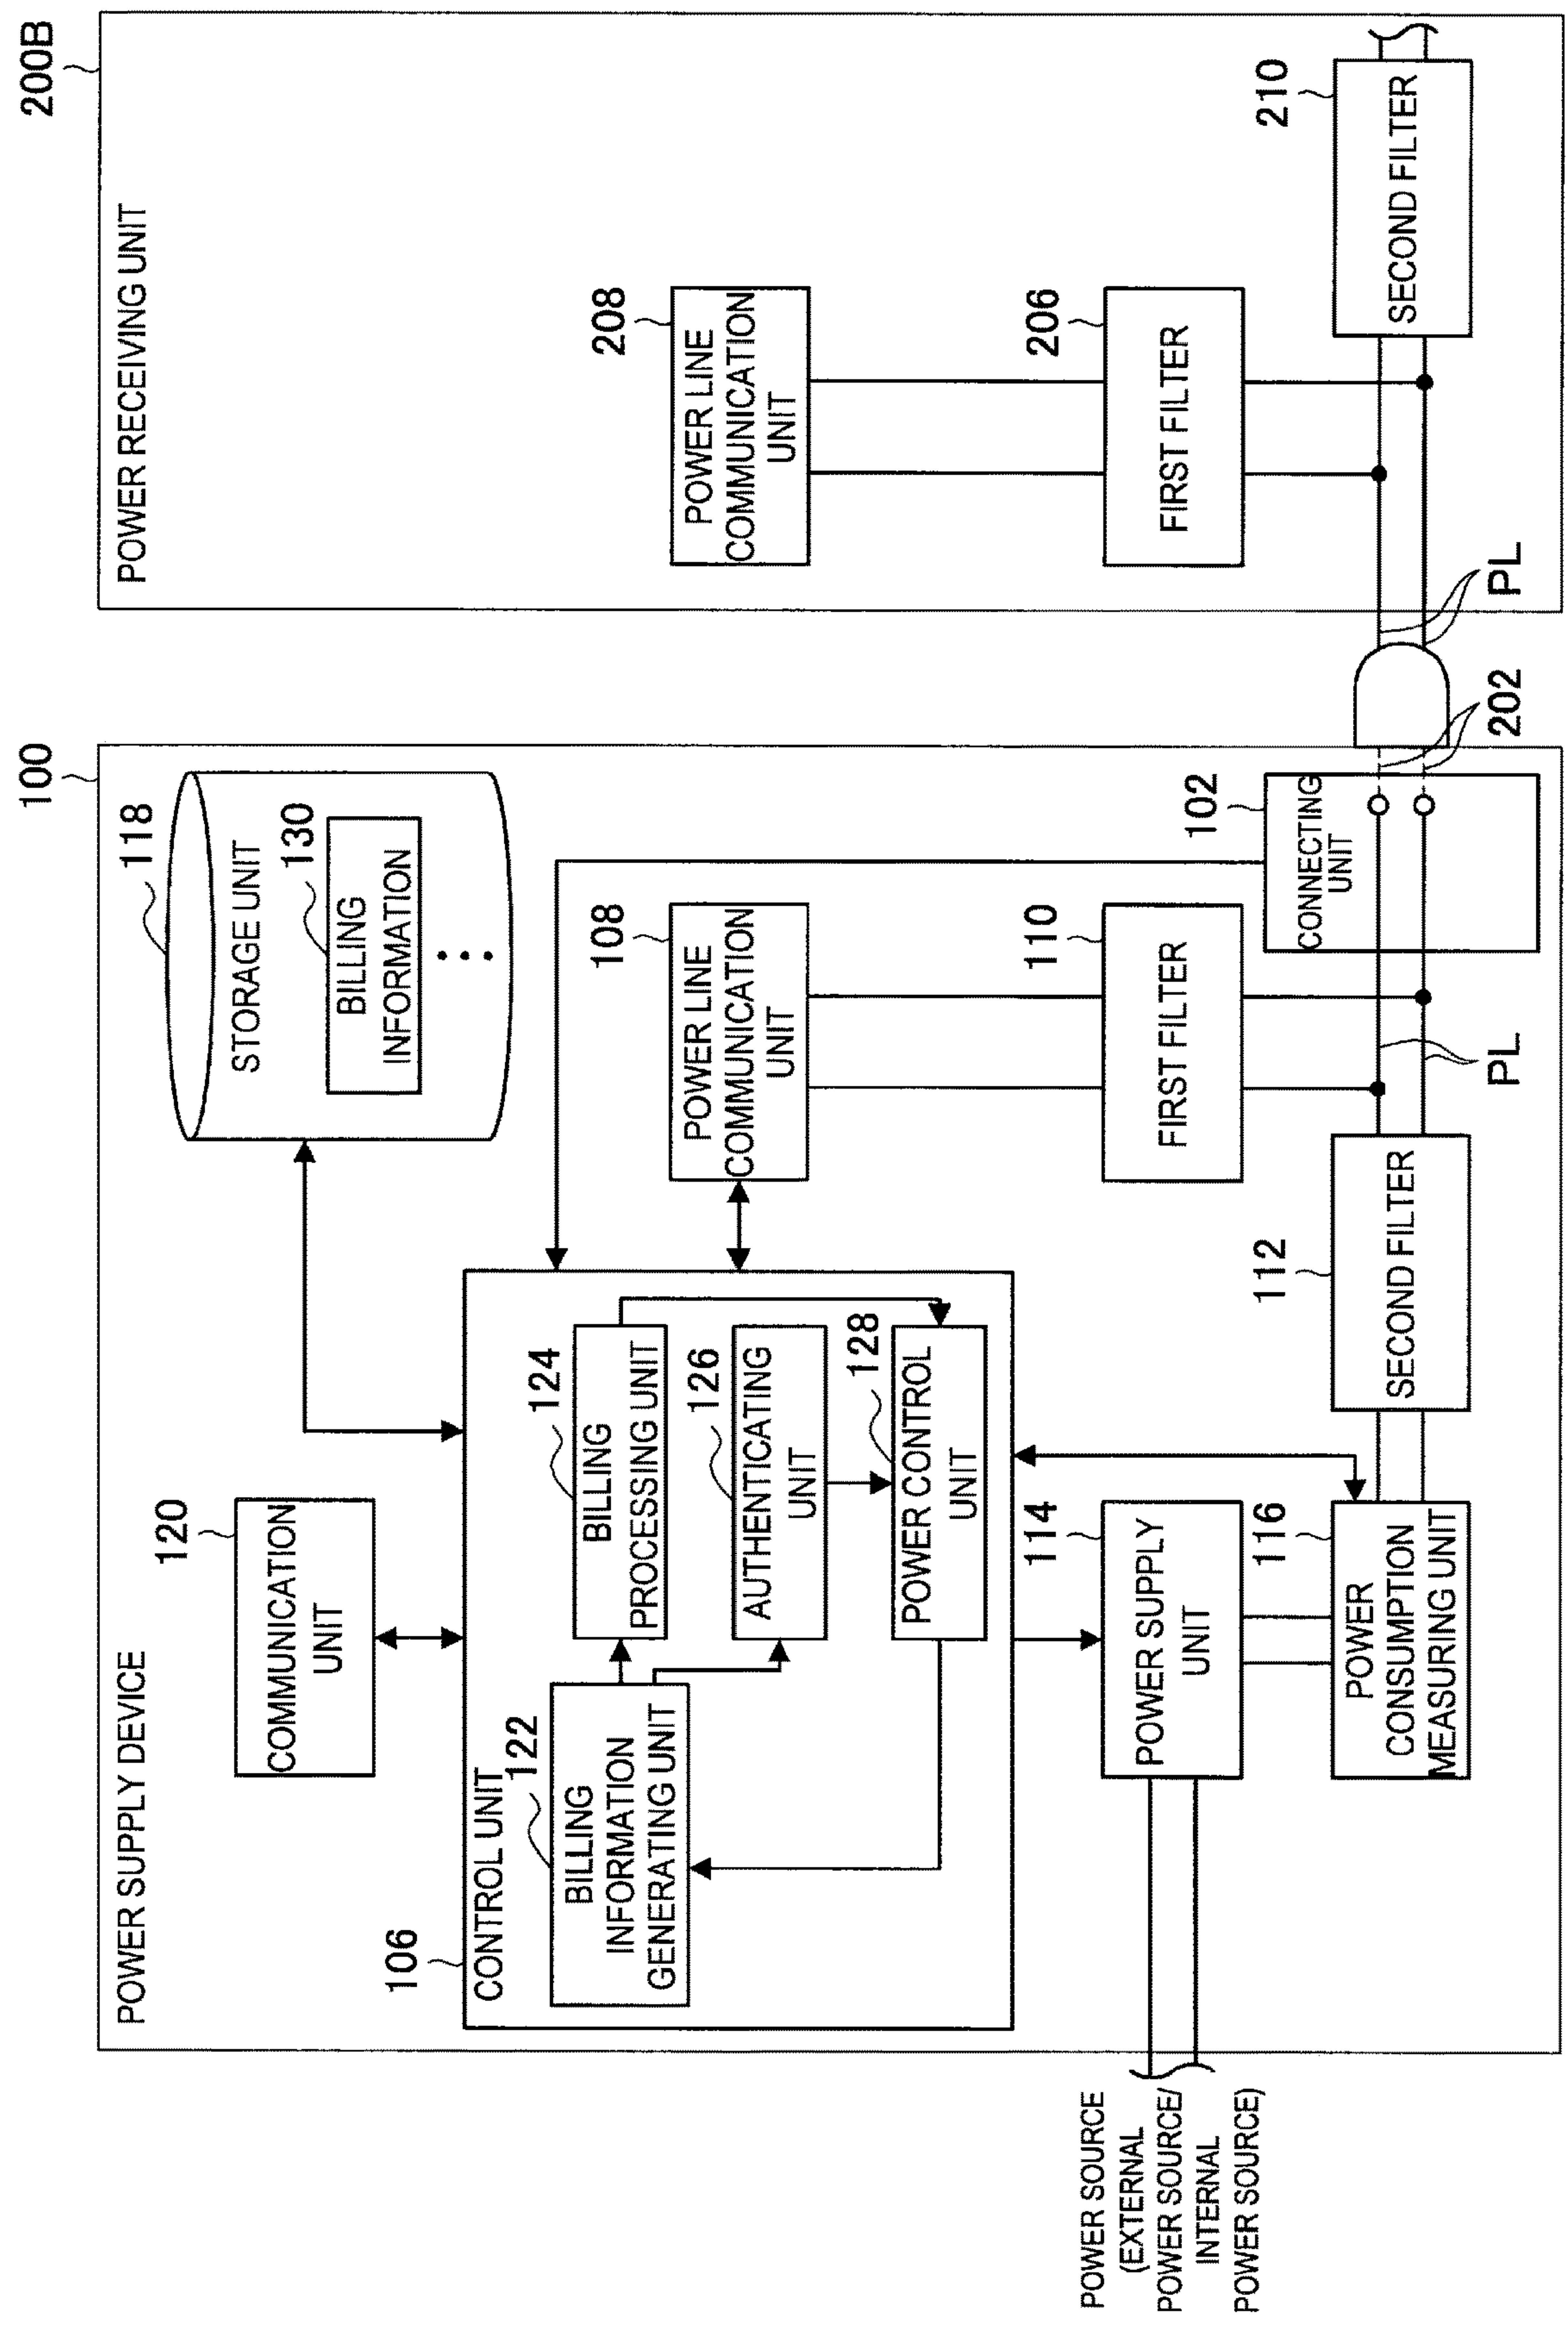 POWER SUPPLY DEVICE
100
120
COMMUNICATION
UNIT
118
STORAGE UNIT
130
BILLING
INFORMATION
106
CONTROL UNIT
122
BILLING
INFORMATION
GENERATING UNIT
124
BILLING
PROCESSING UNIT
126
AUTHENTICATING
UNIT
128
POWER CONTROL
UNIT
108
POWER LINE
COMMUNICATION
UNIT
110
FIRST FILTER
102
CONNECTING
UNIT
114
POWER SUPPLY
UNIT
116
POWER
CONSUMPTION
MEASURING UNIT
112
SECOND FILTER
PL
202
PL
POWER SOURCE
(EXTERNAL
POWER SOURCE/
INTERNAL
POWER SOURCE)
200B
POWER RECEIVING UNIT
208
POWER LINE
COMMUNICATION
UNIT
206
FIRST FILTER
210
SECOND FILTER